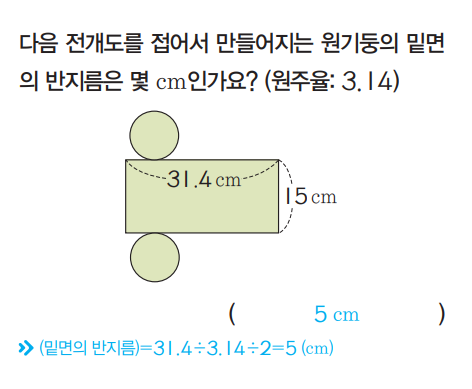 다음 전개도를 접어서 만들어지는 원기둥의 밑면
의 반지름은 몇 cm인가요? (원주율: 3.14)
31.4 cm
15 cm
( 5 cm )
≫ (밑면의 반지름)=31.4÷3.14÷2=5 (cm)